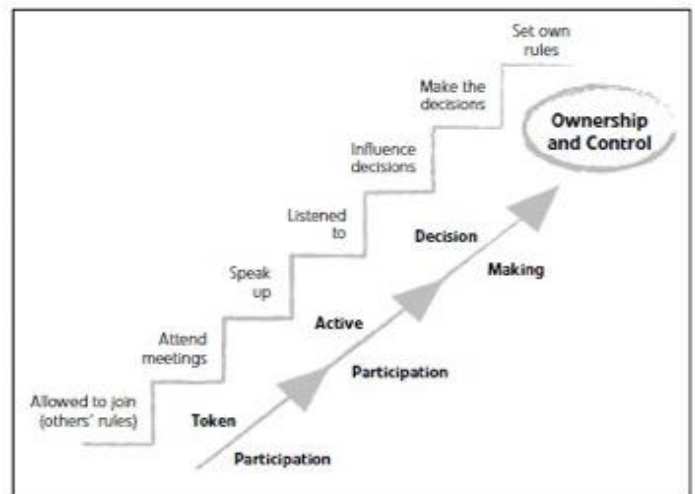 Set own
rules
Make the
decisions
Ownership
and Control
Influence
decisions
Listened
to
Decision
Making
Speak
up
Active
Attend
meetings
Participation
Allowed to join
(others' rules)
Token
Participation